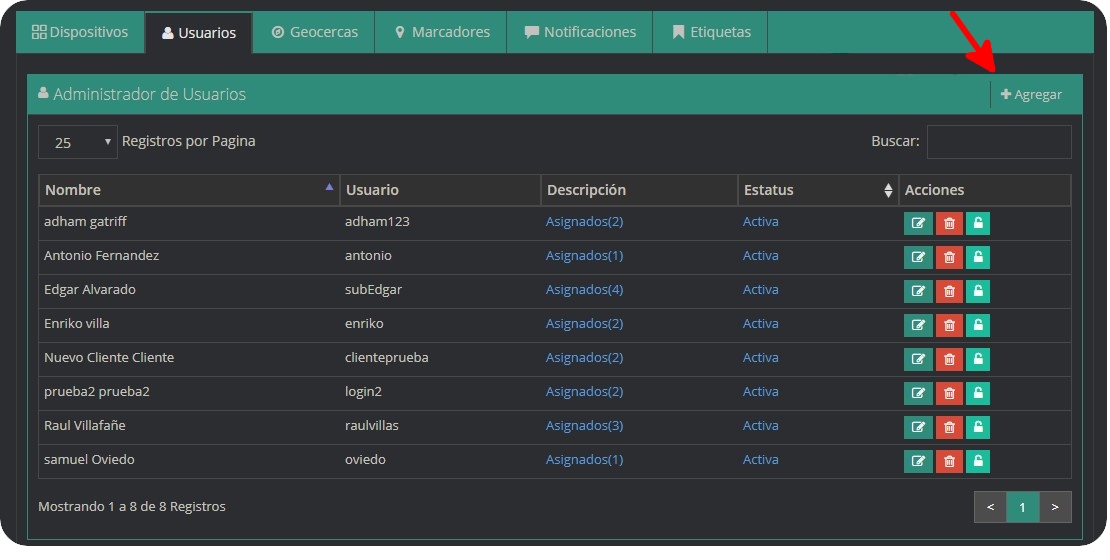 Dispositivos Usuarios Geocercas Marcadores Notificaciones Etiquetas
Administrador de Usuarios Agregar
25 Registros por Pagina Buscar:
Nombre Usuario Descripción Estatus Acciones
adham gatriff adham123 Asignados(2) Activa
Antonio Fernandez antonio Asignados(1) Activa
Edgar Alvarado subEdgar Asignados(4) Activa
Enriko villa enriko Asignados(2) Activa
Nuevo Cliente Cliente clienteprueba Asignados(2) Activa
prueba2 prueba2 login2 Asignados(2) Activa
Raul Villafañe raulvillas Asignados(3) Activa
samuel Oviedo oviedo Asignados(1) Activa
Mostrando 1 a 8 de 8 Registros < 1 >